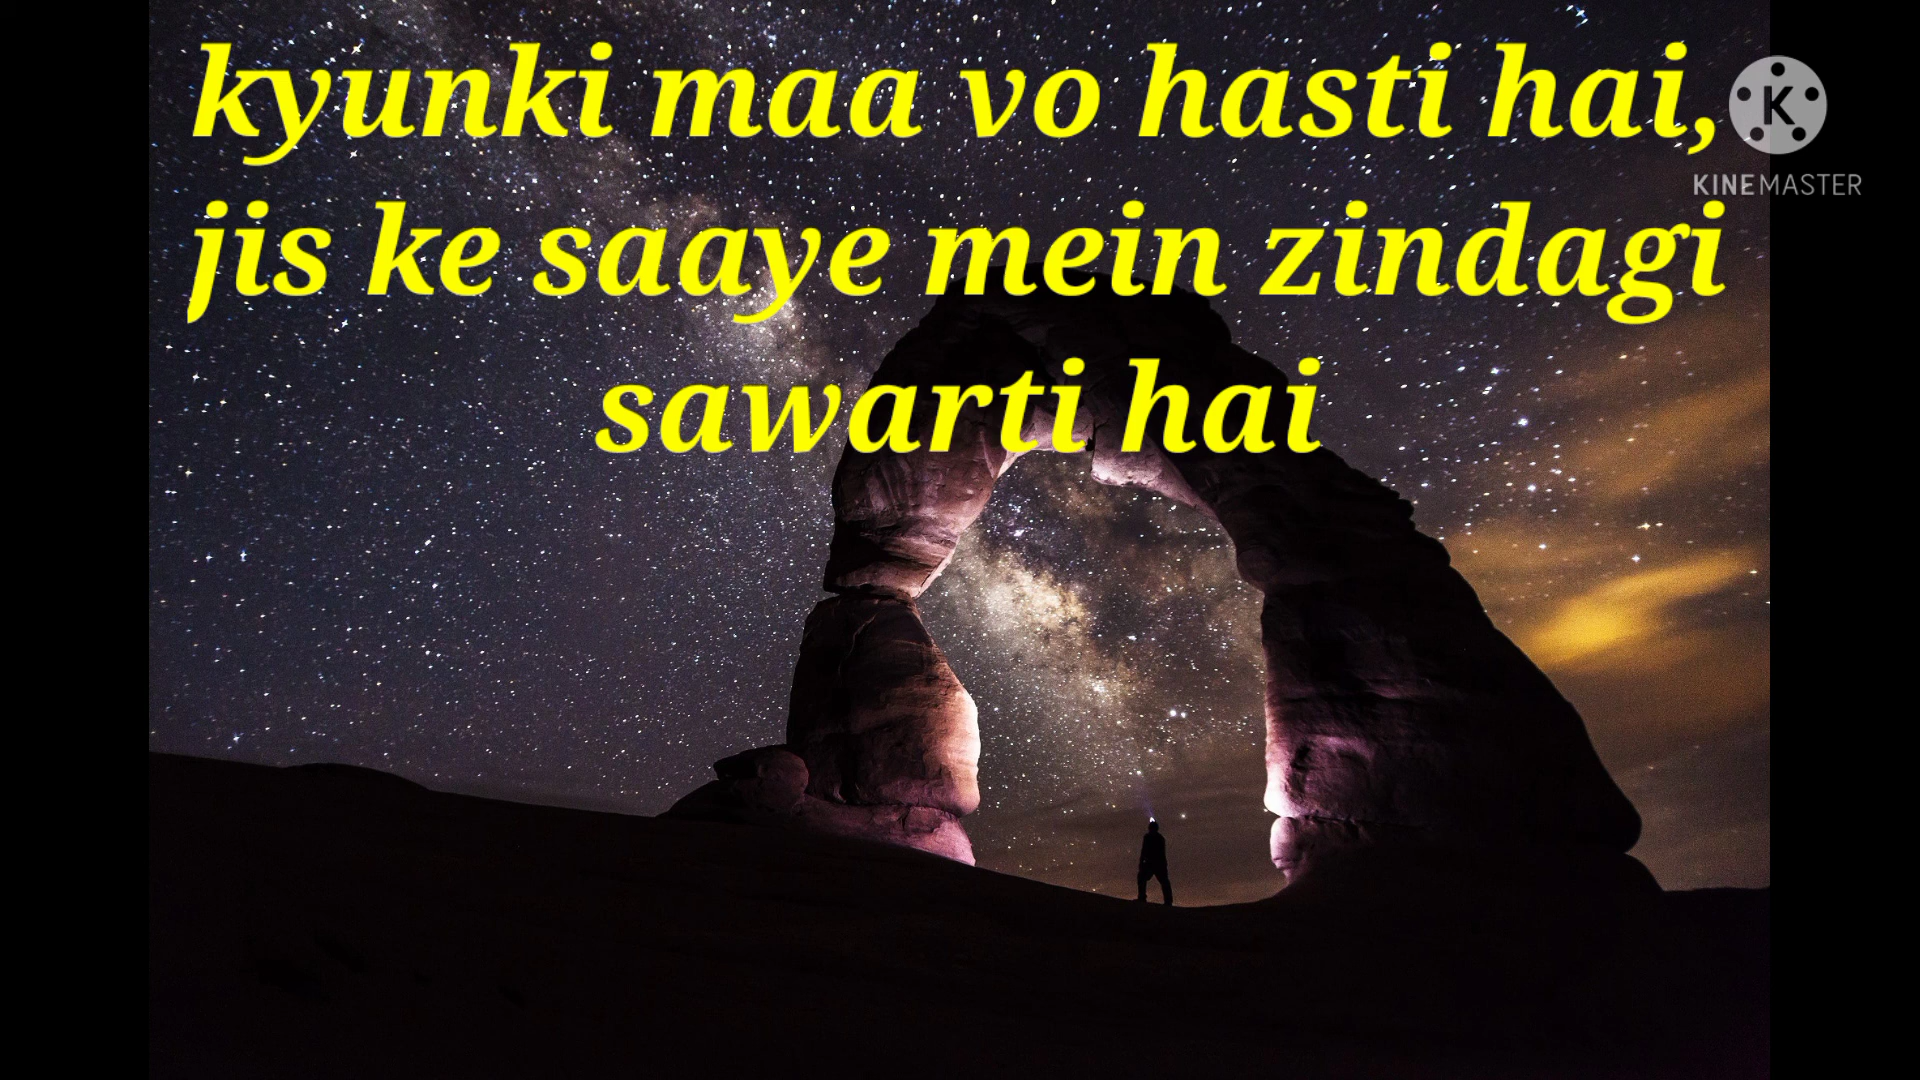 kyunki maa vo hasti hai,
jis ke saaye mein zindagi
sawarti hai
K
KINEMASTER